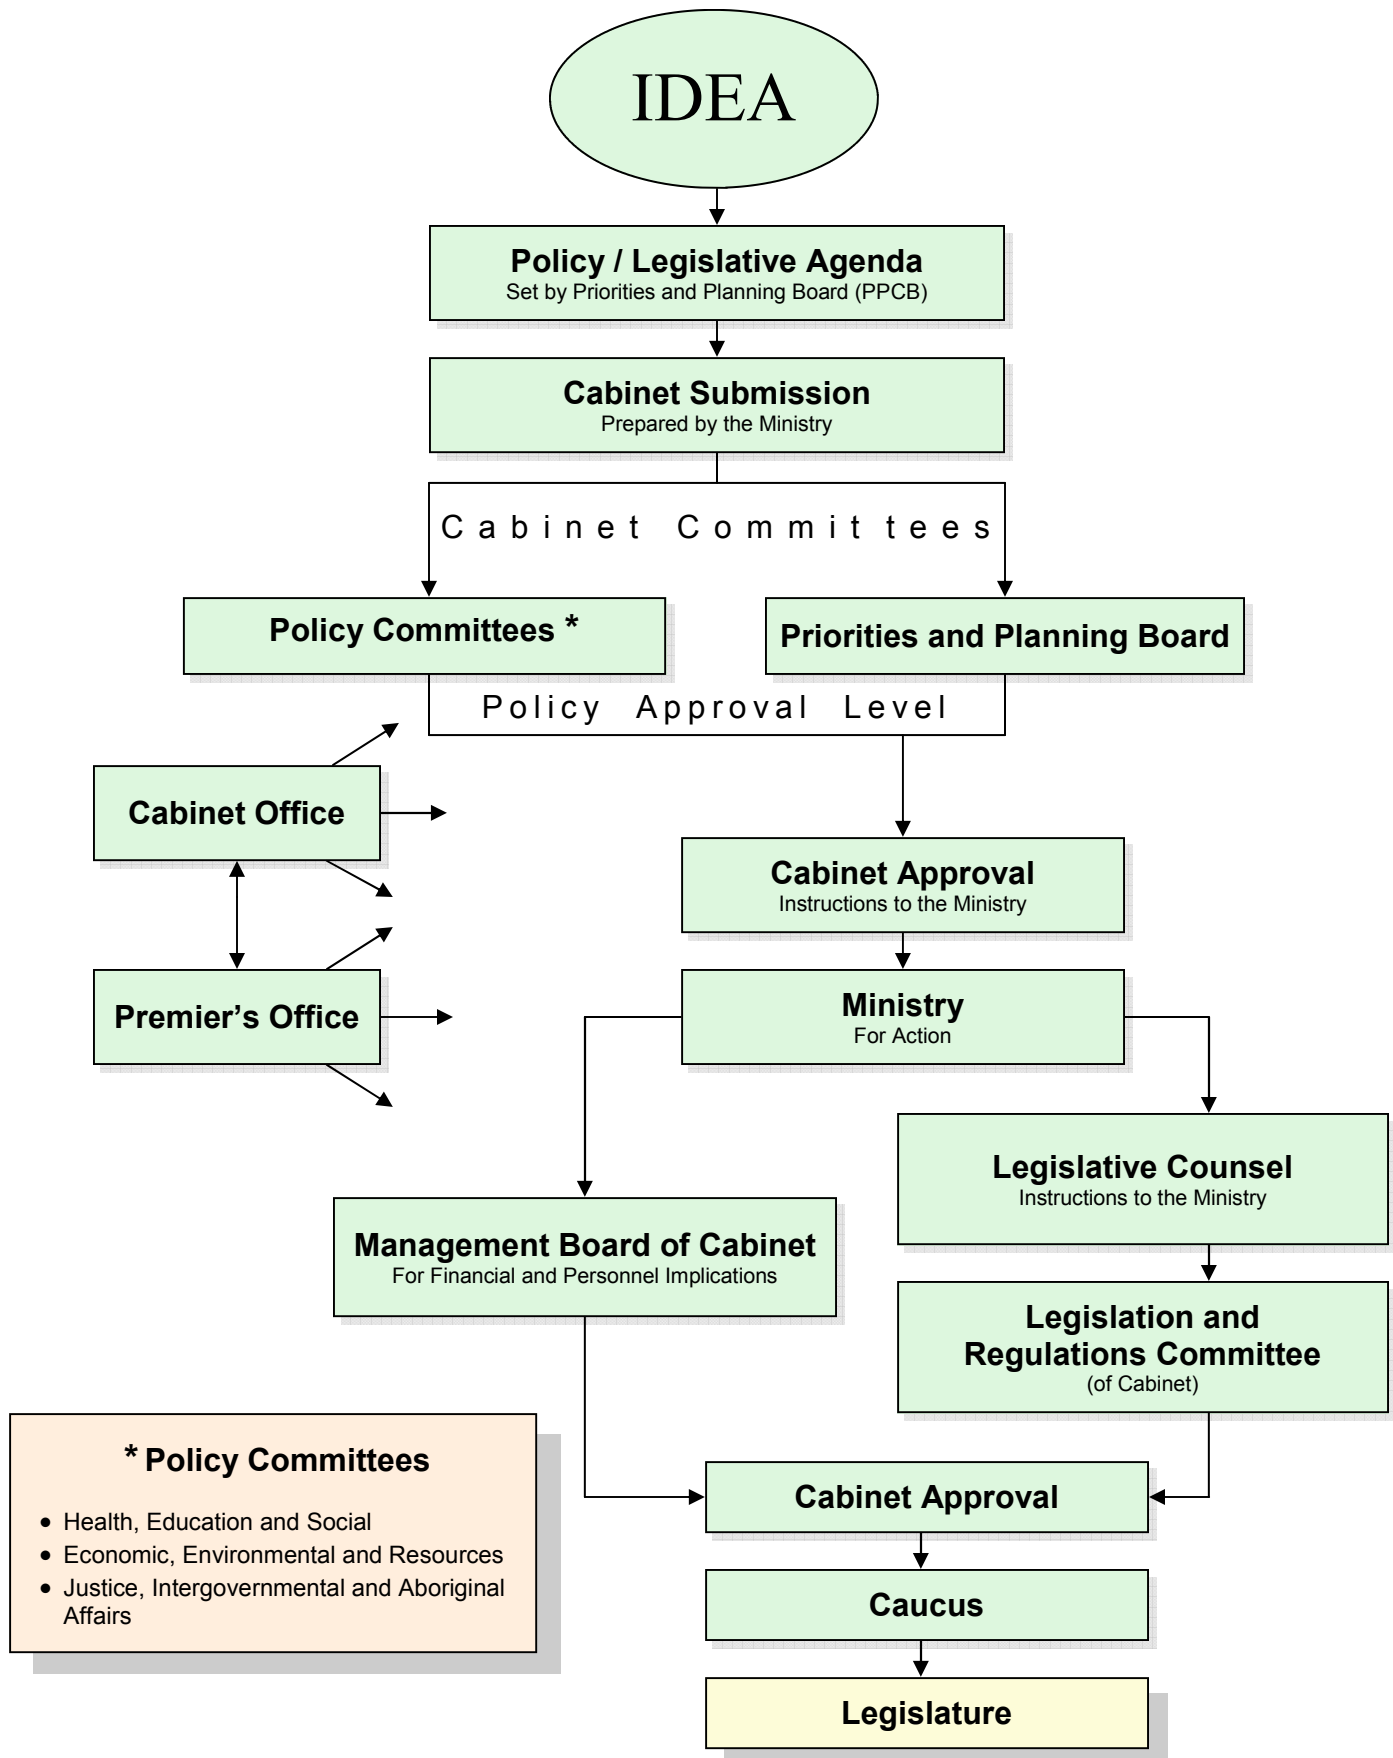 IDEA
Policy / Legislative Agenda
Set by Priorities and Planning Board (PPCB)
Cabinet Submission
Prepared by the Ministry
Cabinet Committees
Policy Committees *
Priorities and Planning Board
Policy Approval Level
Cabinet Office
Cabinet Approval
Instructions to the Ministry
Premier’s Office
Ministry
For Action
Legislative Counsel
Instructions to the Ministry
Management Board of Cabinet
For Financial and Personnel Implications
Legislation and
Regulations Committee
(of Cabinet)
* Policy Committees
• Health, Education and Social
• Economic, Environmental and Resources
• Justice, Intergovernmental and Aboriginal
Affairs
Cabinet Approval
Caucus
Legislature